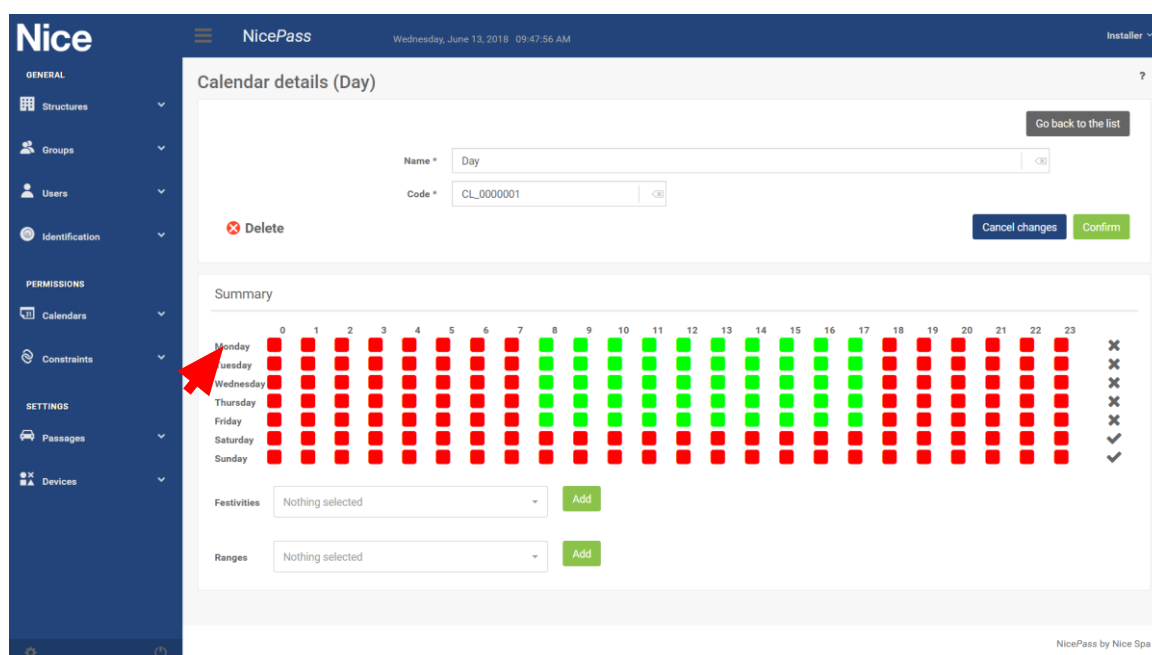 Nice
NicePass
Wednesday, June 13, 2018 09:47:56 AM
Installer
GENERAL
Structures
Groups
Users
Identification
PERMISSIONS
Calendars
Constraints
SETTINGS
Passages
Devices
Calendar details (Day)
?
Go back to the list
Name * Day
Code * CL_0000001
Delete
Cancel changes Confirm
Summary
0 1 2 3 4 5 6 7 8 9 10 11 12 13 14 15 16 17 18 19 20 21 22 23
Monday
Tuesday
Wednesday
Thursday
Friday
Saturday
Sunday
Festivities Nothing selected Add
Ranges Nothing selected Add
NicePass by Nice Spa